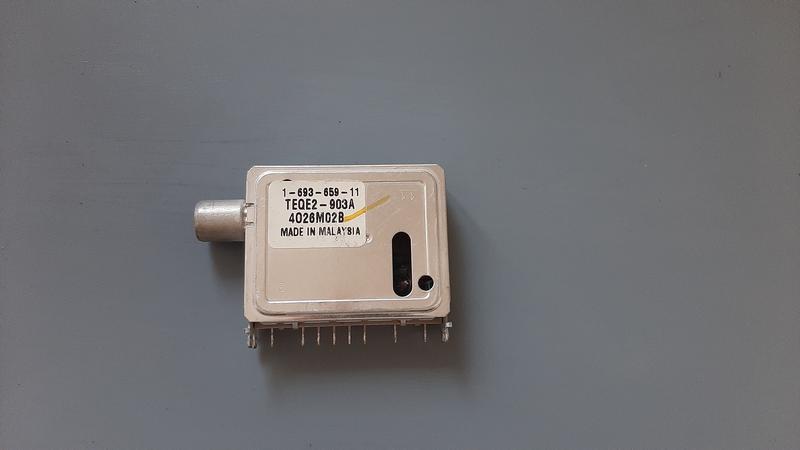 1-693-659-11
TEQE2-903A
4026M02B
MADE IN MALAYSIA